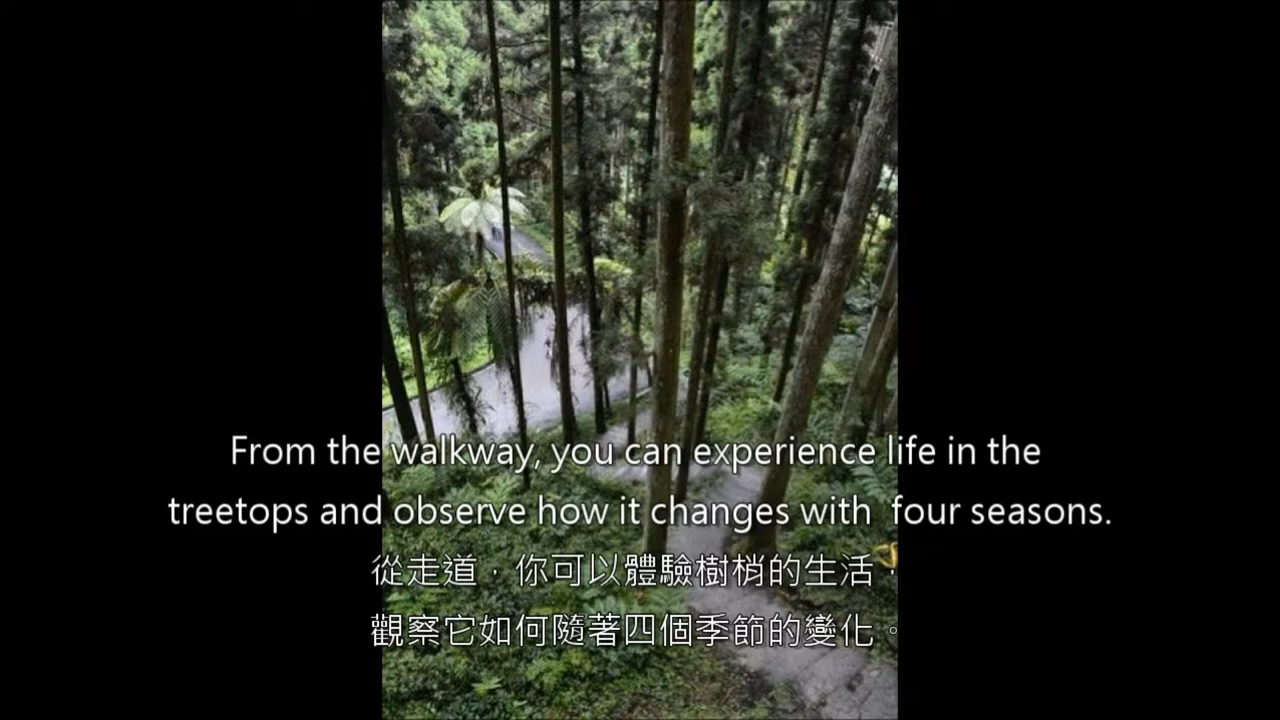 From the walkway, you can experience life in the
treetops and observe how it changes with  four seasons.
從走道，你可以體驗樹梢的生活，
觀察它如何隨著四個季節的變化。